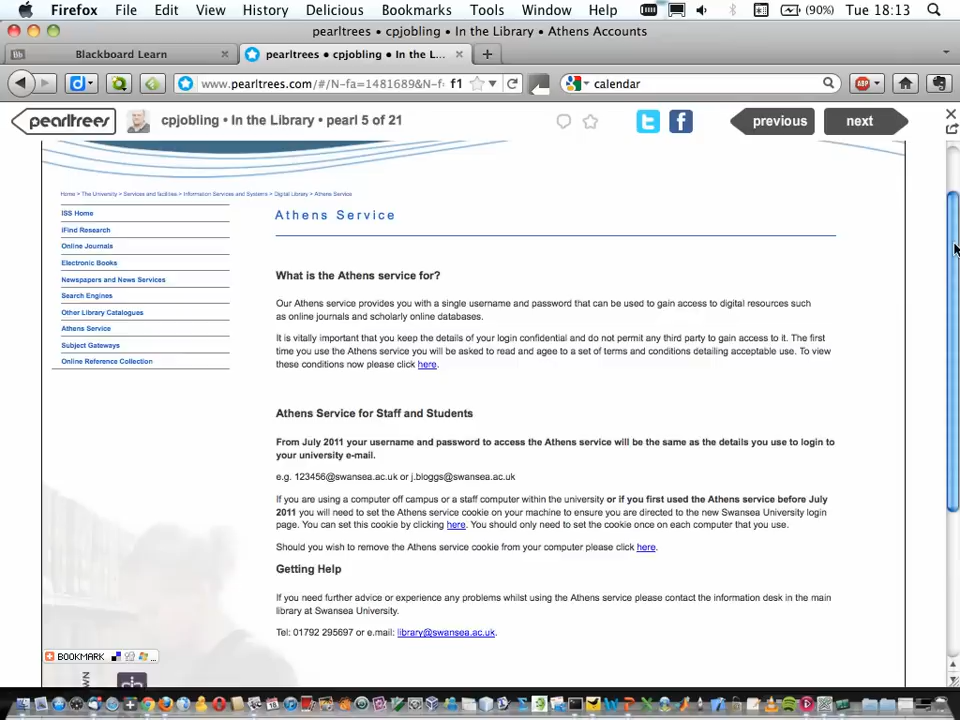 Firefox File Edit View History Delicious Bookmarks Tools Window Help (90%) Tue 18:13
pearltrees • cpjobling • In the Library • Athens Accounts
Blackboard Learn
pearltrees • cpjobling • In the L...
www.pearltrees.com/#/N-fa=1481689&N-f= f1
calendar
pearltrees
cpjobling • In the Library • pearl 5 of 21
previous
next
Home > The University > Services and facilities > Information Services and Systems > Digital Library > Athens Service
ISS Home
iFind Research
Online Journals
Electronic Books
Newspapers and News Services
Search Engines
Other Library Catalogues
Athens Service
Subject Gateways
Online Reference Collection
Athens Service
What is the Athens service for?
Our Athens service provides you with a single username and password that can be used to gain access to digital resources such
as online journals and scholarly online databases.
It is vitally important that you keep the details of your login confidential and do not permit any third party to gain access to it. The first
time you use the Athens service you will be asked to read and agee to a set of terms and conditions detailing acceptable use. To view
these conditions now please click here.
Athens Service for Staff and Students
From July 2011 your username and password to access the Athens service will be the same as the details you use to login to
your university e-mail.
e.g. 123456@swansea.ac.uk or j.bloggs@swansea.ac.uk
If you are using a computer off campus or a staff computer within the university or if you first used the Athens service before July
2011 you will need to set the Athens service cookie on your machine to ensure you are directed to the new Swansea University login
page. You can set this cookie by clicking here. You should only need to set the cookie once on each computer that you use.
Should you wish to remove the Athens service cookie from your computer please click here.
Getting Help
If you need further advice or experience any problems whilst using the Athens service please contact the information desk in the main
library at Swansea University.
Tel: 01792 295697 or e.mail: library@swansea.ac.uk.
BOOKMARK